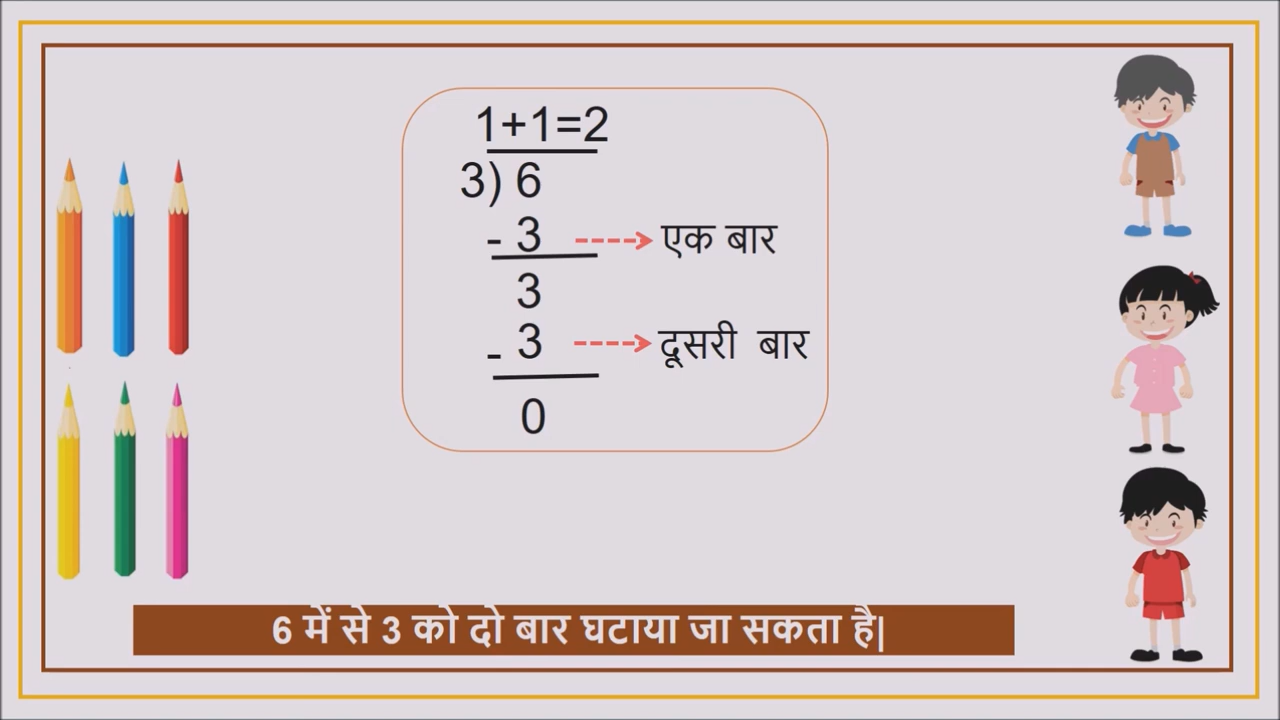 1+1=2
3) 6
- 3 एक बार
3
- 3 दूसरी बार
0
6 में से 3 को दो बार घटाया जा सकता है|